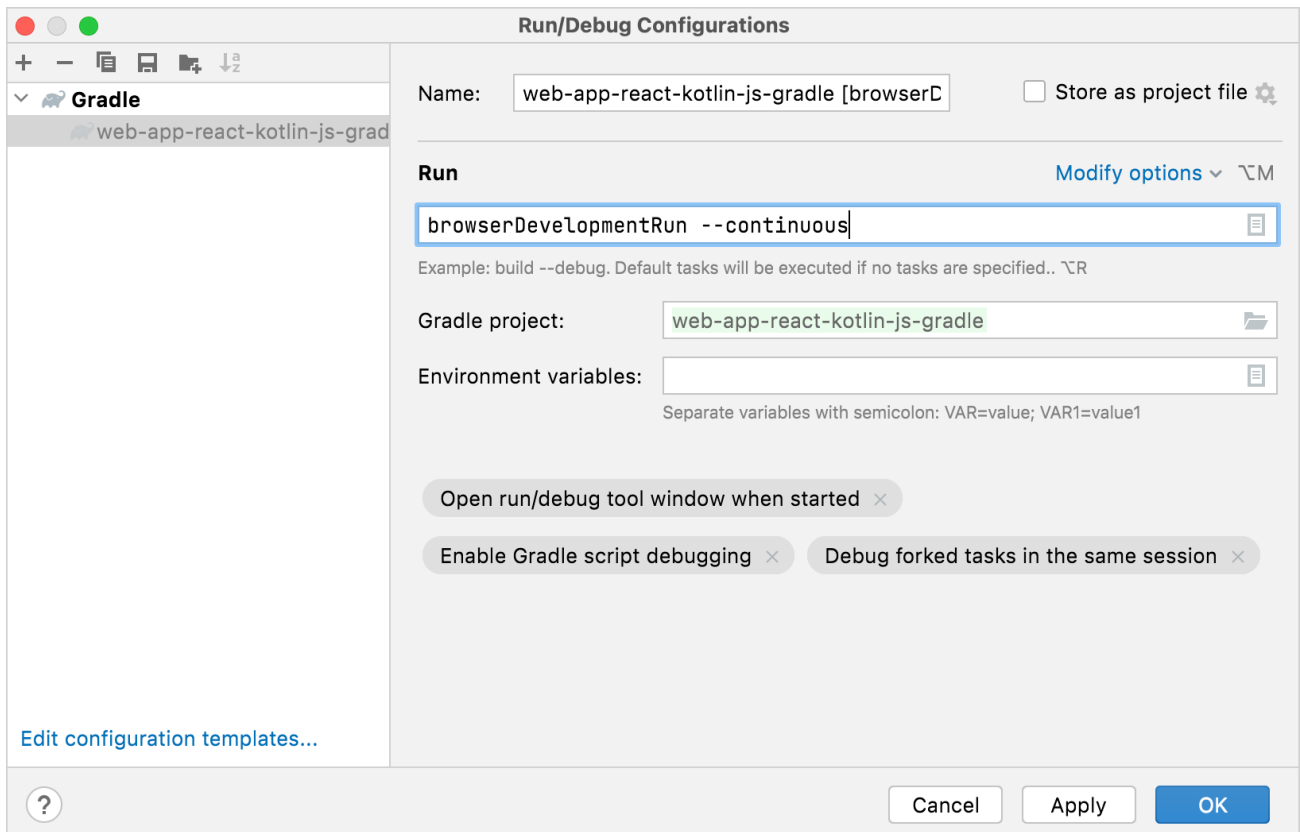 Run/Debug Configurations
Gradle
web-app-react-kotlin-js-grad
Edit configuration templates...
Name:
web-app-react-kotlin-js-gradle [browserD
Store as project file
Run
Modify options
⌥M
browserDevelopmentRun --continuous
Example: build --debug. Default tasks will be executed if no tasks are specified.. ⌥R
Gradle project:
web-app-react-kotlin-js-gradle
Environment variables:
Separate variables with semicolon: VAR=value; VAR1=value1
Open run/debug tool window when started
Enable Gradle script debugging
Debug forked tasks in the same session
?
Cancel
Apply
OK